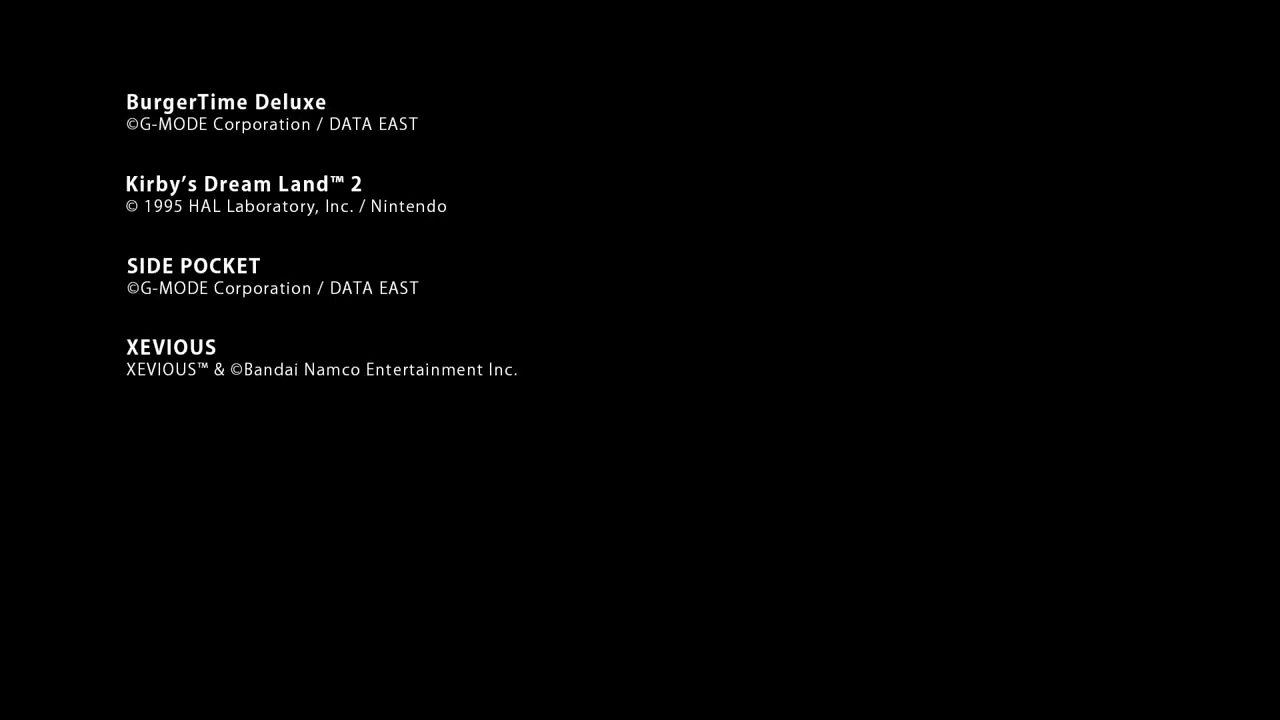 BurgerTime Deluxe
©G-MODE Corporation / DATA EAST
Kirby’s Dream Land™ 2
© 1995 HAL Laboratory, Inc. / Nintendo
SIDE POCKET
©G-MODE Corporation / DATA EAST
XEVIOUS
XEVIOUS™ & ©Bandai Namco Entertainment Inc.